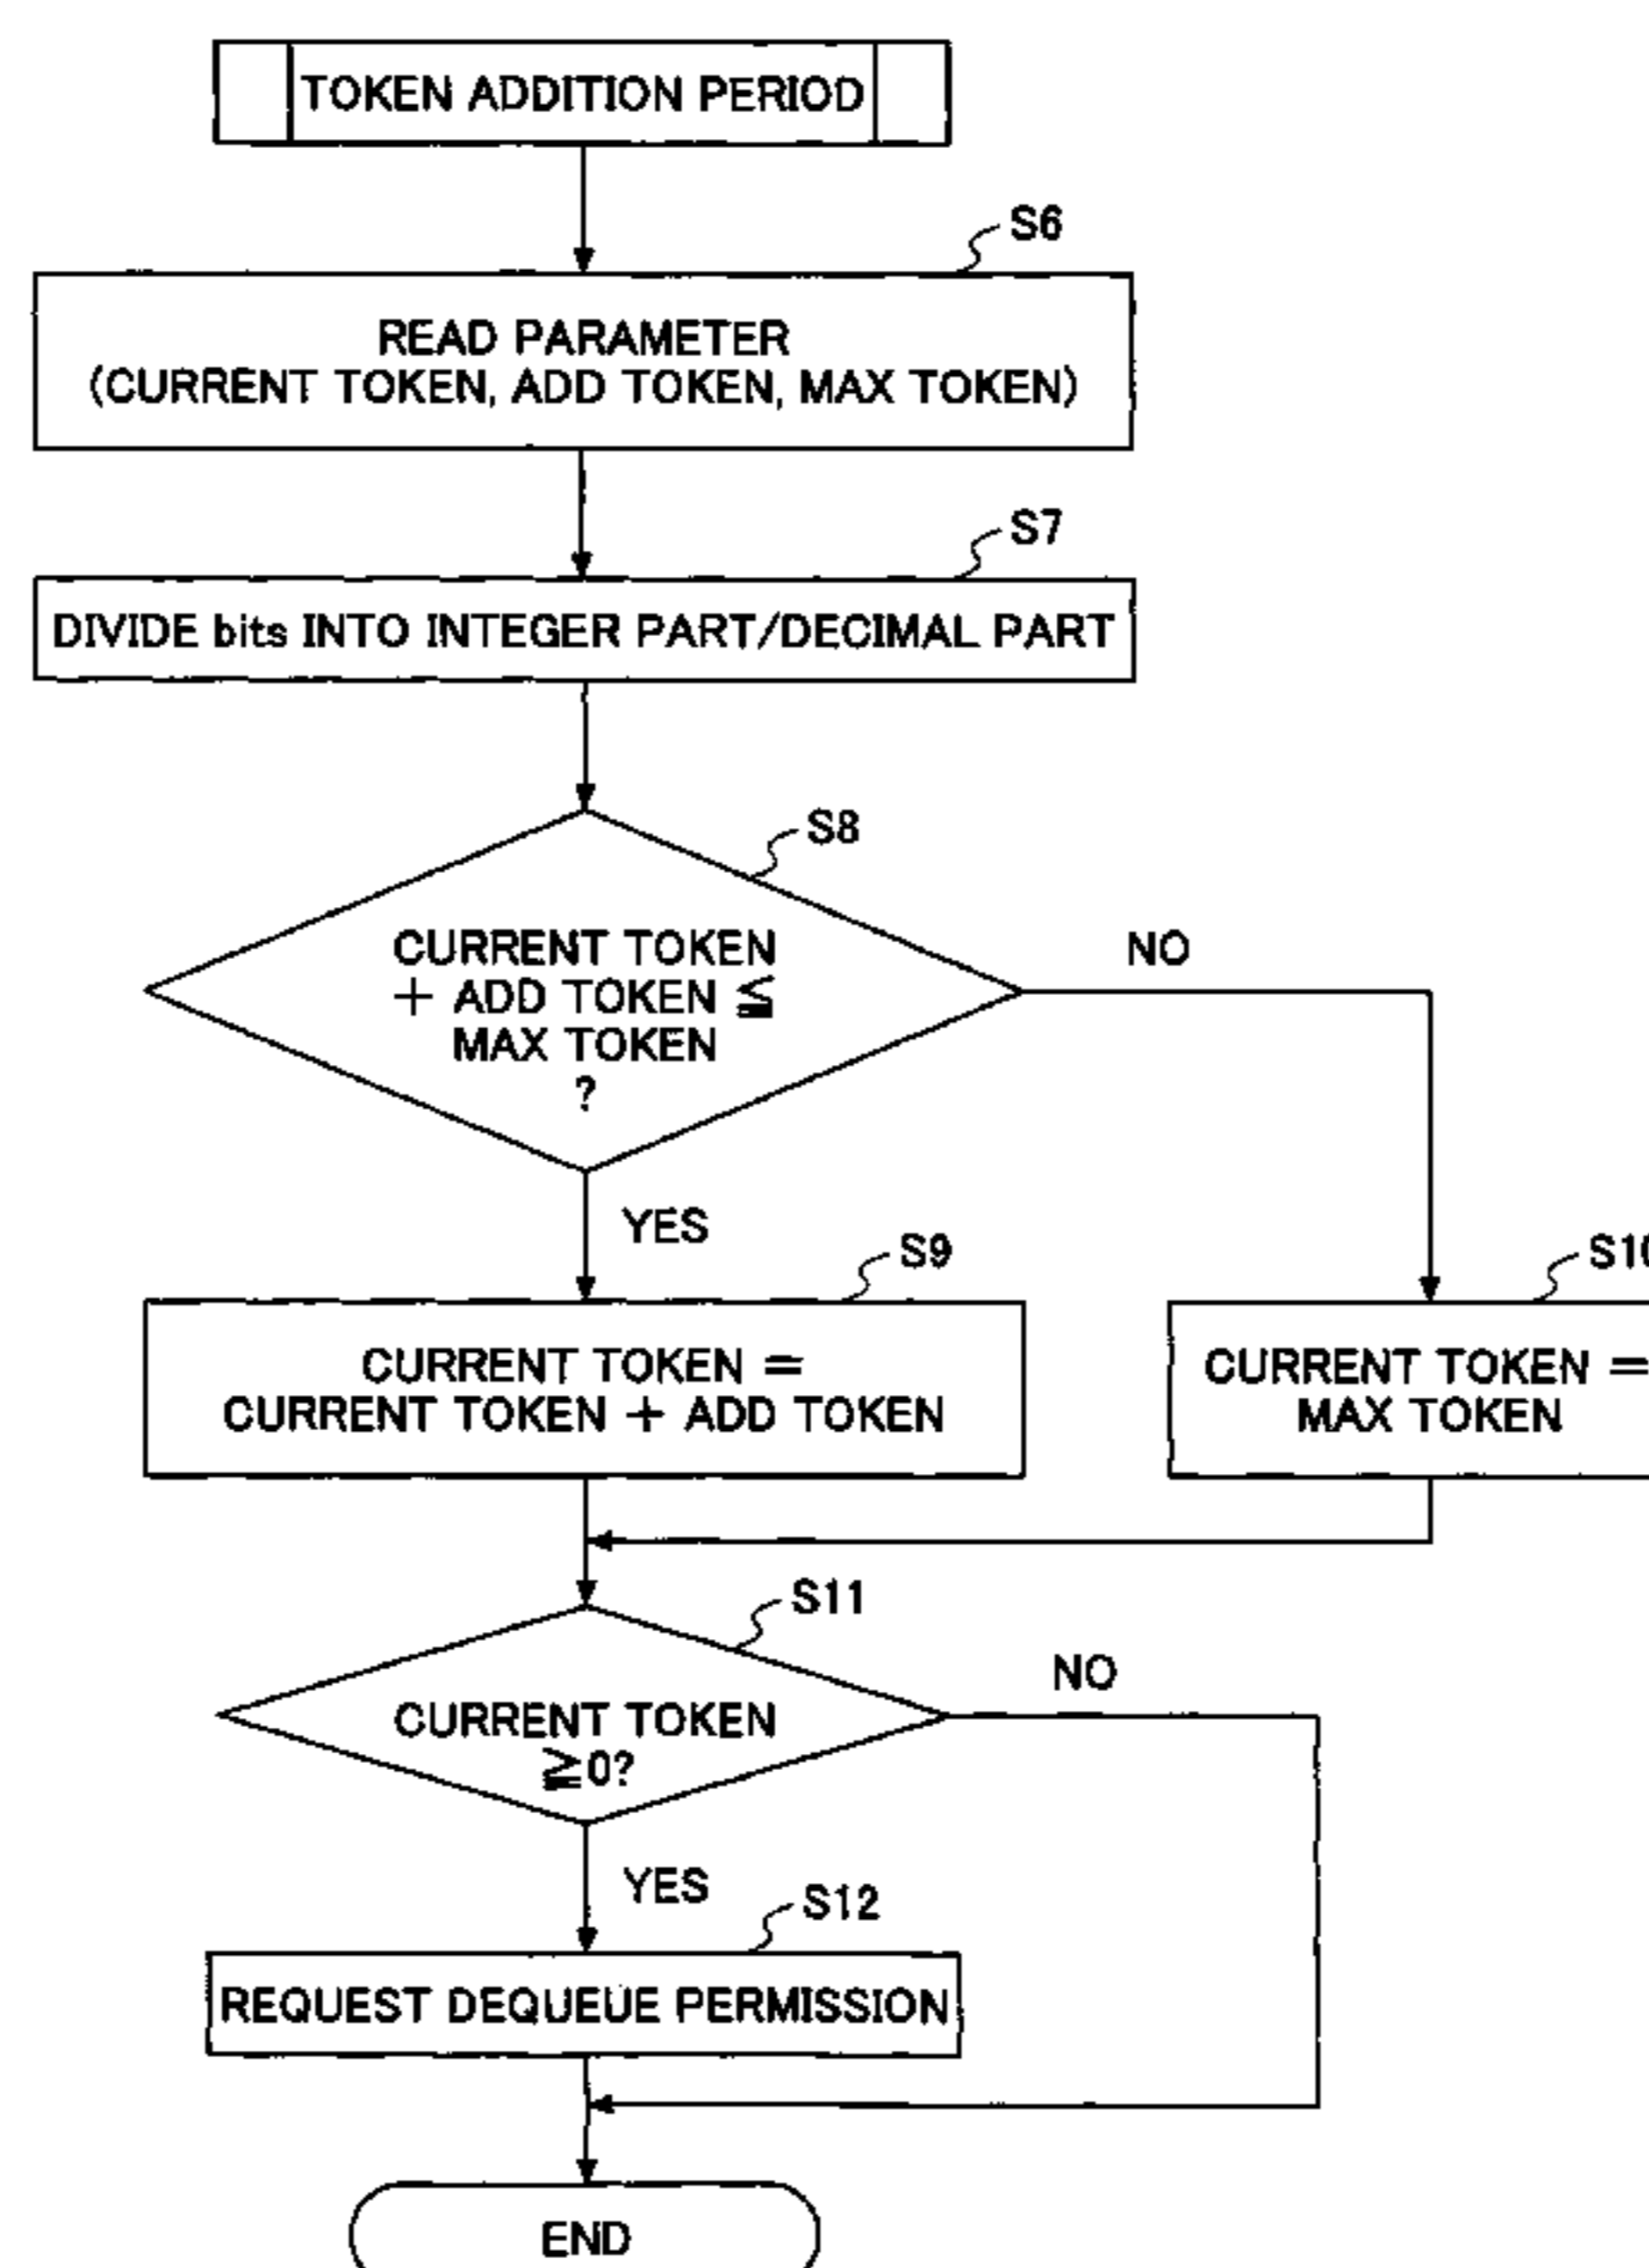 TOKEN ADDITION PERIOD
S6
READ PARAMETER
(CURRENT TOKEN, ADD TOKEN, MAX TOKEN)
S7
DIVIDE bits INTO INTEGER PART/DECIMAL PART
S8
CURRENT TOKEN
+ ADD TOKEN ≦
MAX TOKEN
?
NO
YES
S9
CURRENT TOKEN =
CURRENT TOKEN + ADD TOKEN
S10
CURRENT TOKEN =
MAX TOKEN
S11
CURRENT TOKEN
≧0?
NO
YES
S12
REQUEST DEQUEUE PERMISSION
END